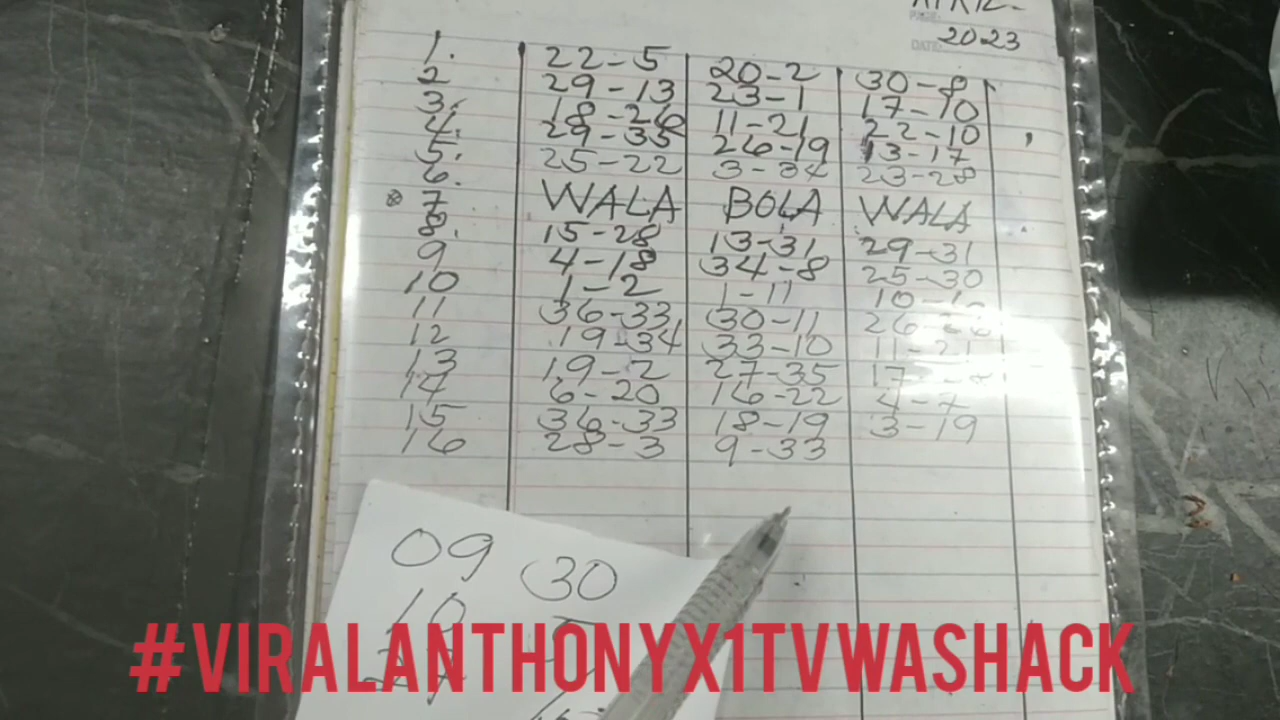 2023
1. 22-5 20-2 30-8
2 29-13 23-1 17-10
3. 18-26 11-21 22-10
4. 29-35 26-19 13-17
5. 25-22 3-34 23-28
6.
7 WALA BOLA WALA
8. 15-28 13-31 29-31
9 4-18 34-8 25-30
10 1-2 1-11
11 36-33 30-11
12 19-34 33-10 11-21
13 19-2 27-35
14 6-20 16-22 4-7
15 36-33 18-19 3-19
16 28-3 9-33
09 30
10
#VIRALANTHONYX1TVWASHACK